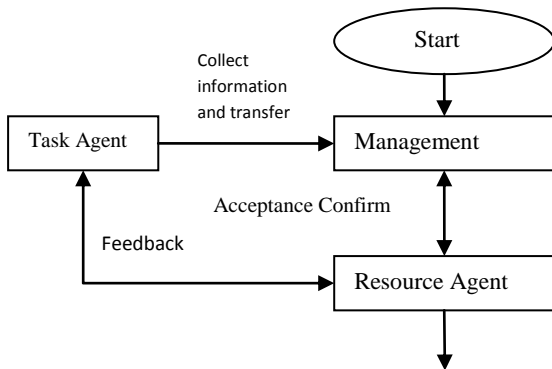 Start
Collect
information
and transfer
Task Agent
Management
Acceptance Confirm
Feedback
Resource Agent